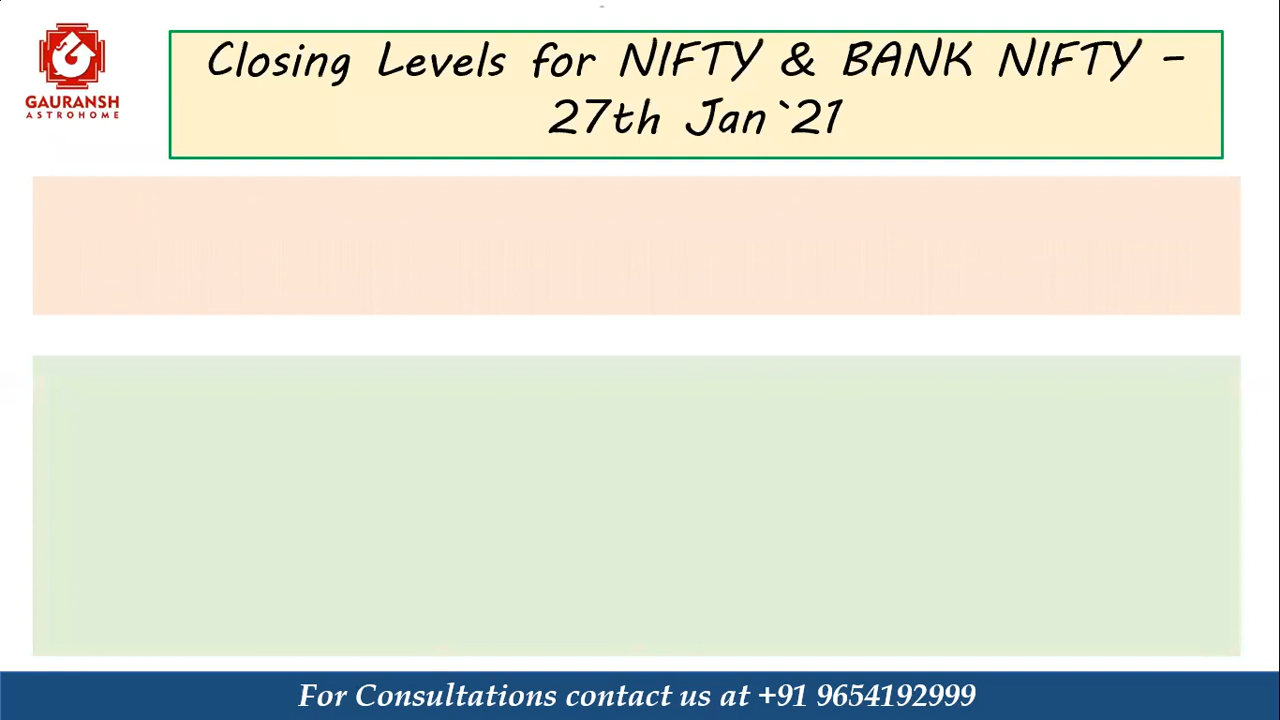 GAURANSH
ASTROHOME
Closing Levels for NIFTY & BANK NIFTY –
27th Jan`21
For Consultations contact us at +91 9654192999